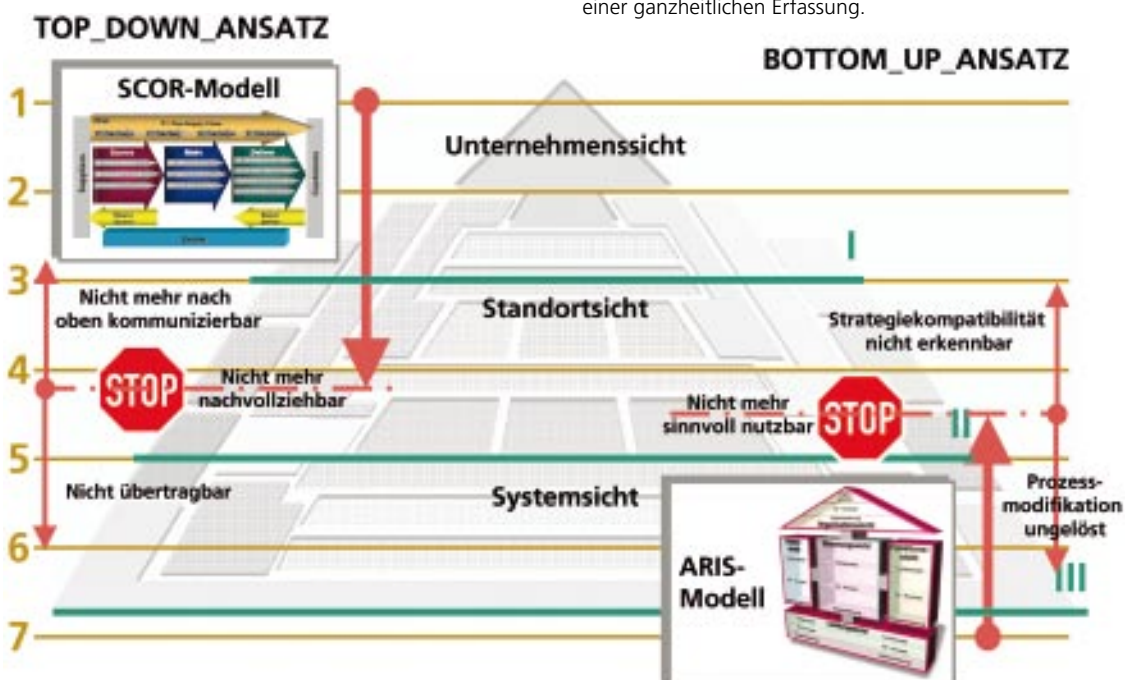 einer ganzheitlichen Erfassung.
TOP_DOWN_ANSATZ
BOTTOM_UP_ANSATZ
SCOR-Modell
1
Unternehmenssicht
2
I
3
Nicht mehr nach
oben kommunizierbar
Standortsicht
Strategiekompatibilität
nicht erkennbar
4
STOP
Nicht mehr
nachvollziehbar
Nicht mehr
sinnvoll nutzbar
STOP
II
5
Nicht übertragbar
Systemsicht
Prozess-
modifikation
ungelöst
6
ARIS-
Modell
III
7